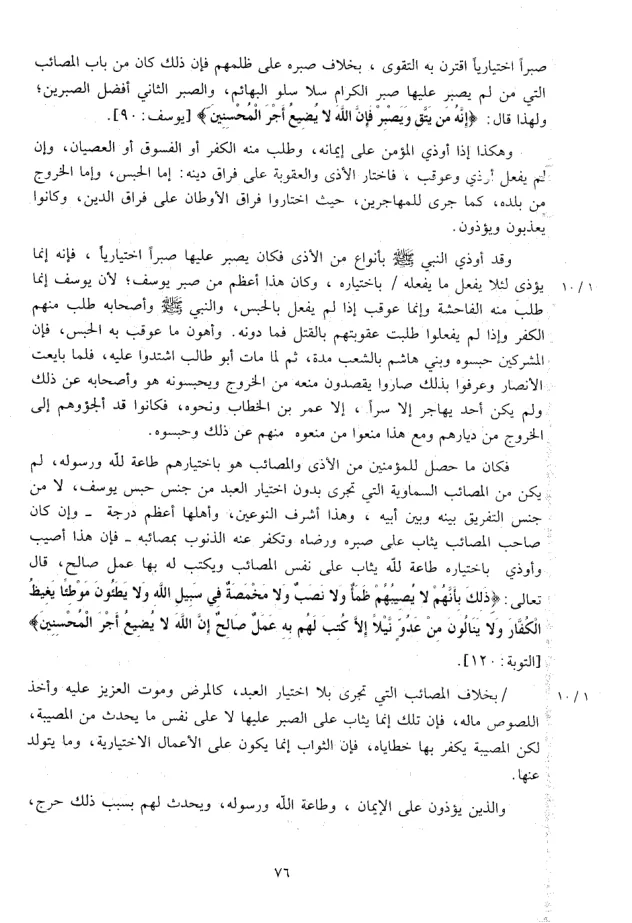 صبراً اختيارياً اقترن به التقوى ، بخلاف صبره على ظلمهم فإن ذلك كان من باب المصائب
التي من لم يصبر عليها صبر الكرام سلا سلو البهائم، والصبر الثاني أفضل الصبرين؛
ولهذا قال: ﴿إِنَّهُ مَن يَتَّقِ وَيَصْبِرْ فَإِنَّ اللَّهَ لا يُضِيعُ أَجْرَ الْمُحْسِنِينَ﴾ [يوسف: ٩٠].
وهكذا إذا أوذي المؤمن على إيمانه، وطلب منه الكفر أو الفسوق أو العصيان، وإن
لم يفعل أوذي وعوقب ، فاختار الأذى والعقوبة على فراق دينه: إما الحبس، وإما الخروج
من بلده، كما جرى للمهاجرين، حيث اختاروا فراق الأوطان على فراق الدين، وكانوا
يعذبون ويؤذون.
وقد أوذي النبي ﷺ بأنواع من الأذى فكان يصبر عليها صبراً اختيارياً ، فإنه إنما
يؤذى لئلا يفعل ما يفعله / باختياره ، وكان هذا أعظم من صبر يوسف؛ لأن يوسف إنما ١٠/١
طلب منه الفاحشة وإنما عوقب إذا لم يفعل بالحبس، والنبي ﷺ وأصحابه طلب منهم
الكفر وإذا لم يفعلوا طلبت عقوبتهم بالقتل فما دونه. وأهون ما عوقب به الحبس، فإن
المشركين حبسوه وبني هاشم بالشعب مدة، ثم لما مات أبو طالب اشتدوا عليه، فلما بايعت
الأنصار وعرفوا بذلك صاروا يقصدون منعه من الخروج ويحبسونه هو وأصحابه عن ذلك
ولم يكن أحد يهاجر إلا سراً ، إلا عمر بن الخطاب ونحوه، فكانوا قد ألجؤوهم إلى
الخروج من ديارهم ومع هذا منعوا من منعوه منهم عن ذلك وحبسوه.
فكان ما حصل للمؤمنين من الأذى والمصائب هو باختيارهم طاعة للّه ورسوله، لم
يكن من المصائب السماوية التي تجرى بدون اختيار العبد من جنس حبس يوسف، لا من
جنس التفريق بينه وبين أبيه ، وهذا أشرف النوعين، وأهلها أعظم درجة ـ وإن كان
صاحب المصائب يثاب على صبره ورضاه وتكفر عنه الذنوب بمصائبه ـ فإن هذا أصيب
وأوذي باختياره طاعة للّه يثاب على نفس المصائب ويكتب له بها عمل صالح، قال
تعالى: ﴿ذَلِكَ بِأَنَّهُمْ لا يُصِيبُهُمْ ظَمَأٌ وَلا نَصَبٌ وَلا مَخْمَصَةٌ فِي سَبِيلِ اللَّهِ وَلا يَطَئُونَ مَوْطِئًا يَغِيظُ
الْكُفَّارَ وَلا يَنَالُونَ مِنْ عَدُوٍّ نَّيْلاً إِلاَّ كُتِبَ لَهُم بِهِ عَمَلٌ صَالِحٌ إِنَّ اللَّهَ لا يُضِيعُ أَجْرَ الْمُحْسِنِينَ﴾
[التوبة: ١٢٠].
/ بخلاف المصائب التي تجرى بلا اختيار العبد، كالمرض وموت العزيز عليه وأخذ ١٠/١
اللصوص ماله، فإن تلك إنما يثاب على الصبر عليها لا على نفس ما يحدث من المصيبة،
لكن المصيبة يكفر بها خطاياه، فإن الثواب إنما يكون على الأعمال الاختيارية، وما يتولد
عنها.
والذين يؤذون على الإيمان ، وطاعة اللّه ورسوله، ويحدث لهم بسبب ذلك حرج،
٧٦